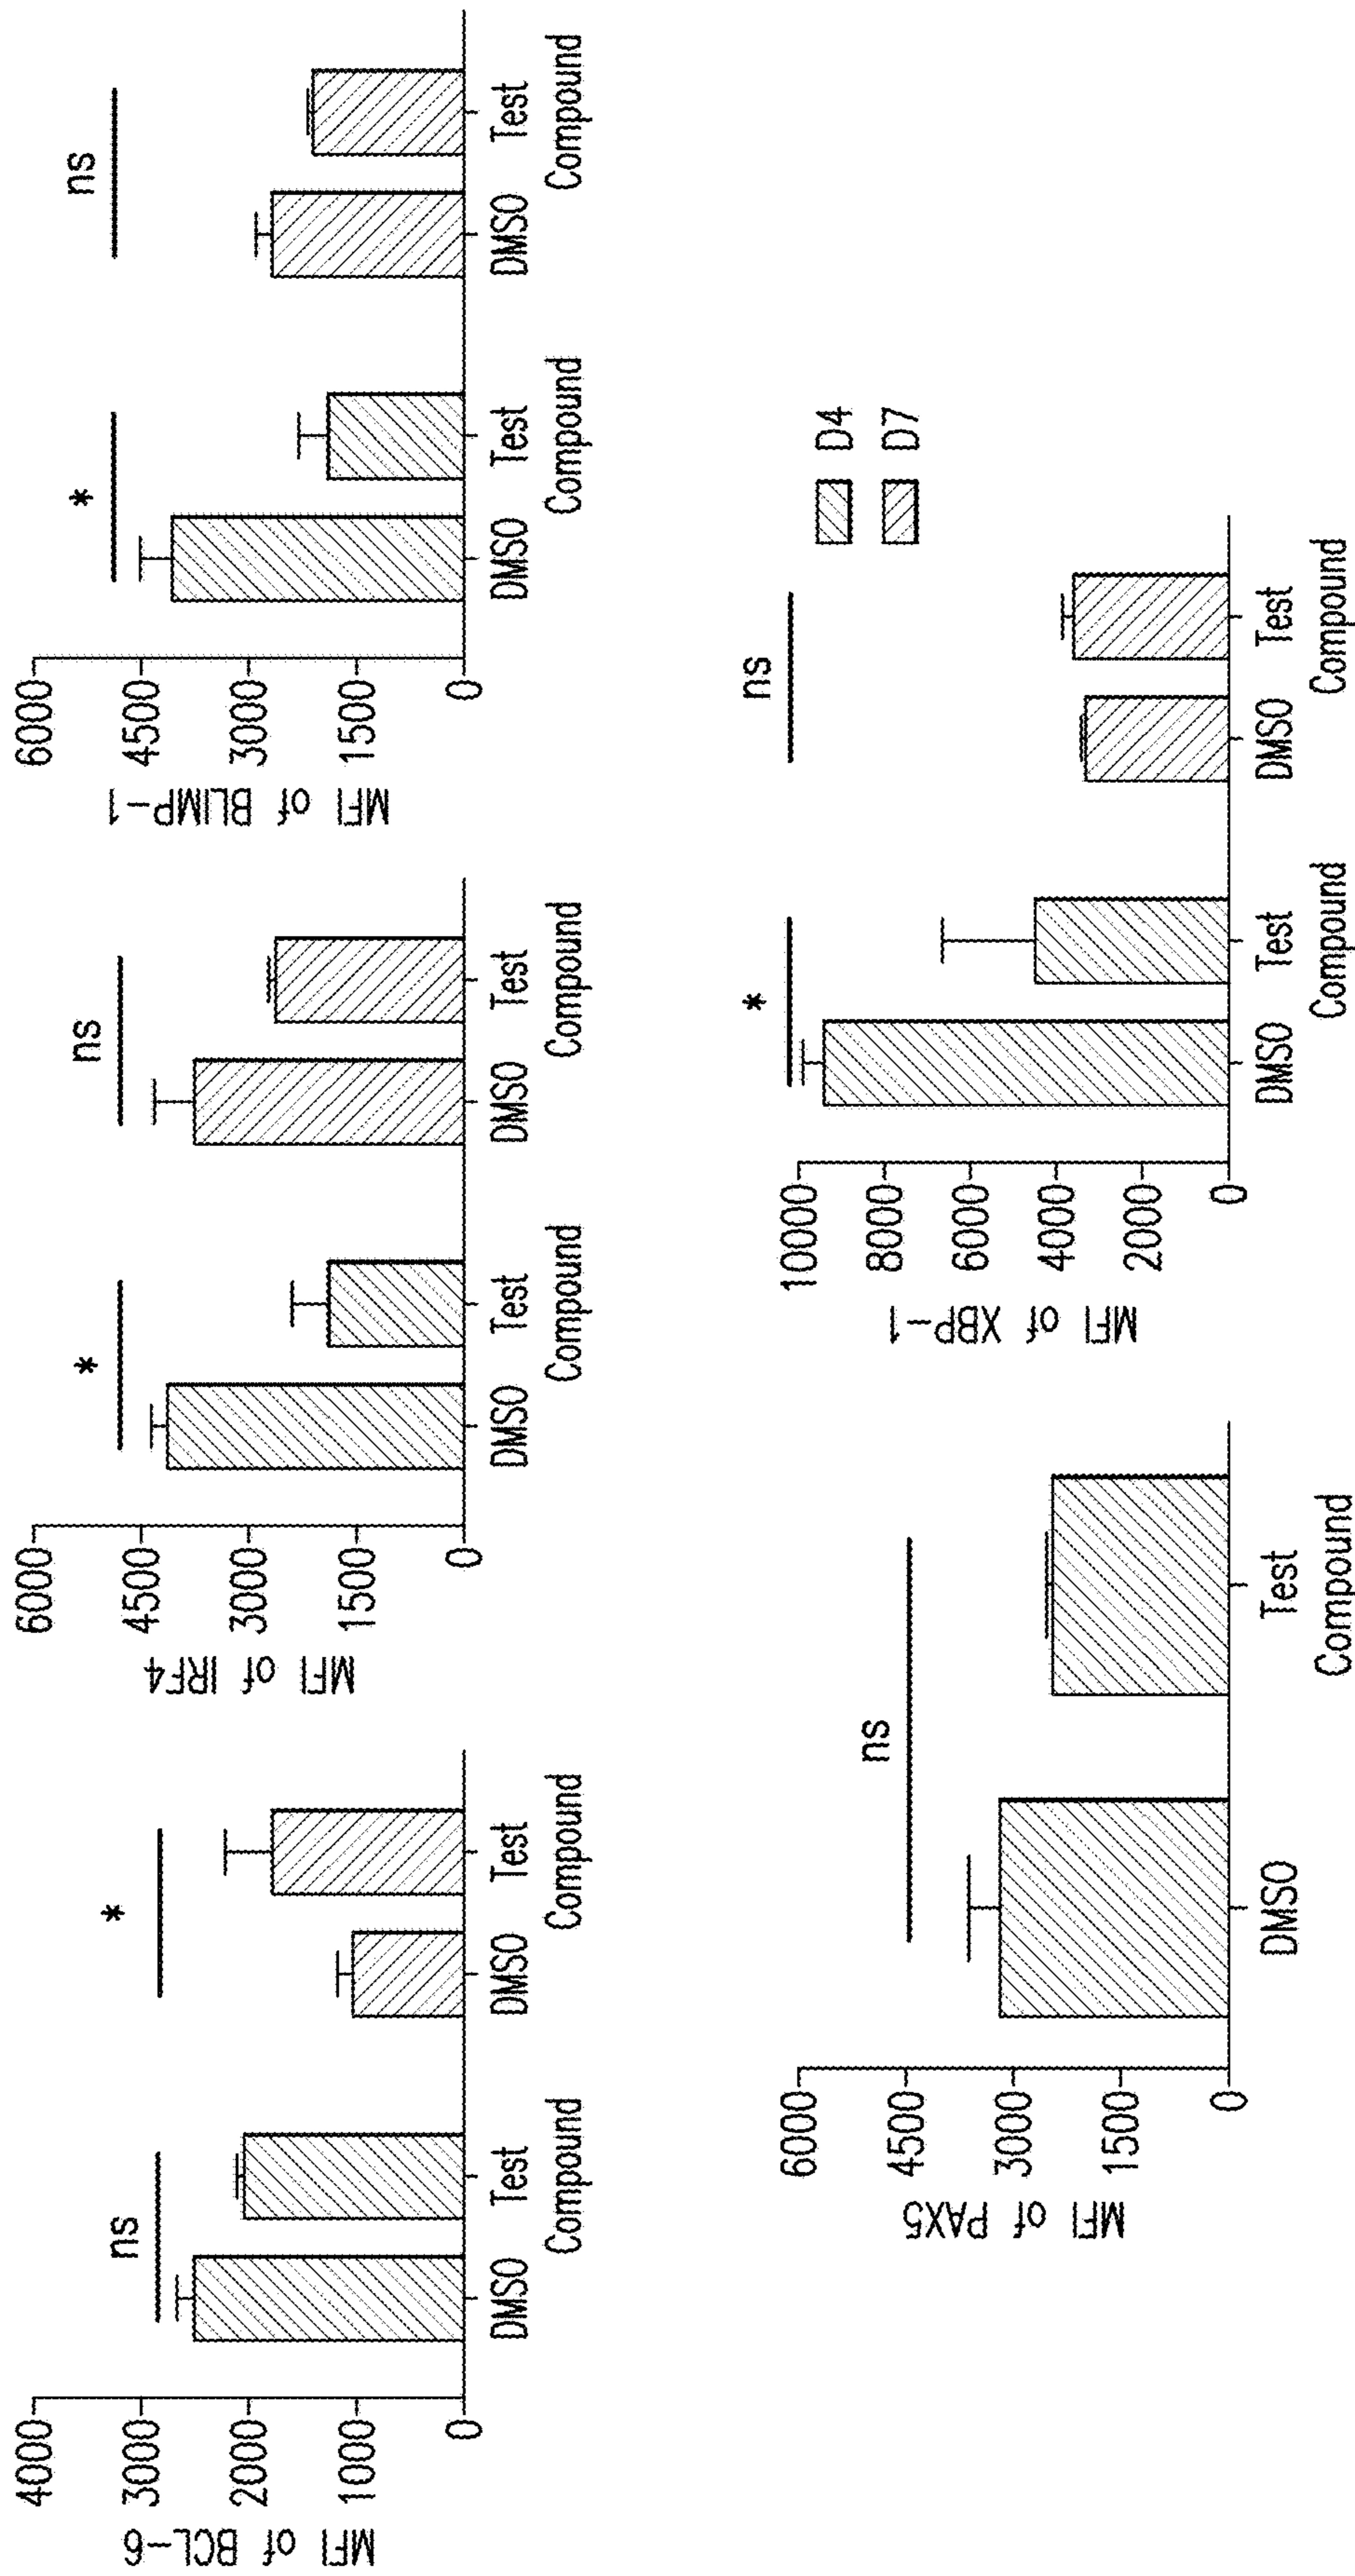 MFI of BCL-6
4000
3000
2000
1000
0
ns
*
DMSO
Test
Compound
DMSO
Test
Compound
MFI of IRF4
6000
4500
3000
1500
0
*
ns
DMSO
Test
Compound
DMSO
Test
Compound
MFI of BLIMP-1
6000
4500
3000
1500
0
*
ns
DMSO
Test
Compound
DMSO
Test
Compound
MFI of PAX5
6000
4500
3000
1500
0
ns
DMSO
Test
Compound
MFI of XBP-1
10000
8000
6000
4000
2000
0
*
ns
DMSO
Test
Compound
DMSO
Test
Compound
D4
D7